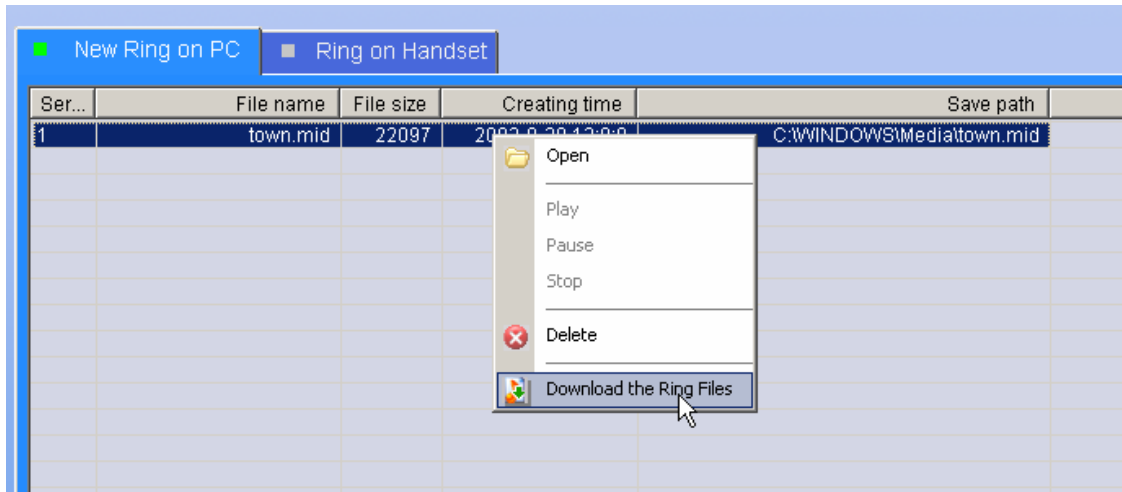 New Ring on PC Ring on Handset
Ser... File name File size Creating time Save path
1 town.mid 22097 C:\WINDOWS\Media\town.mid
Open
Play
Pause
Stop
Delete
Download the Ring Files